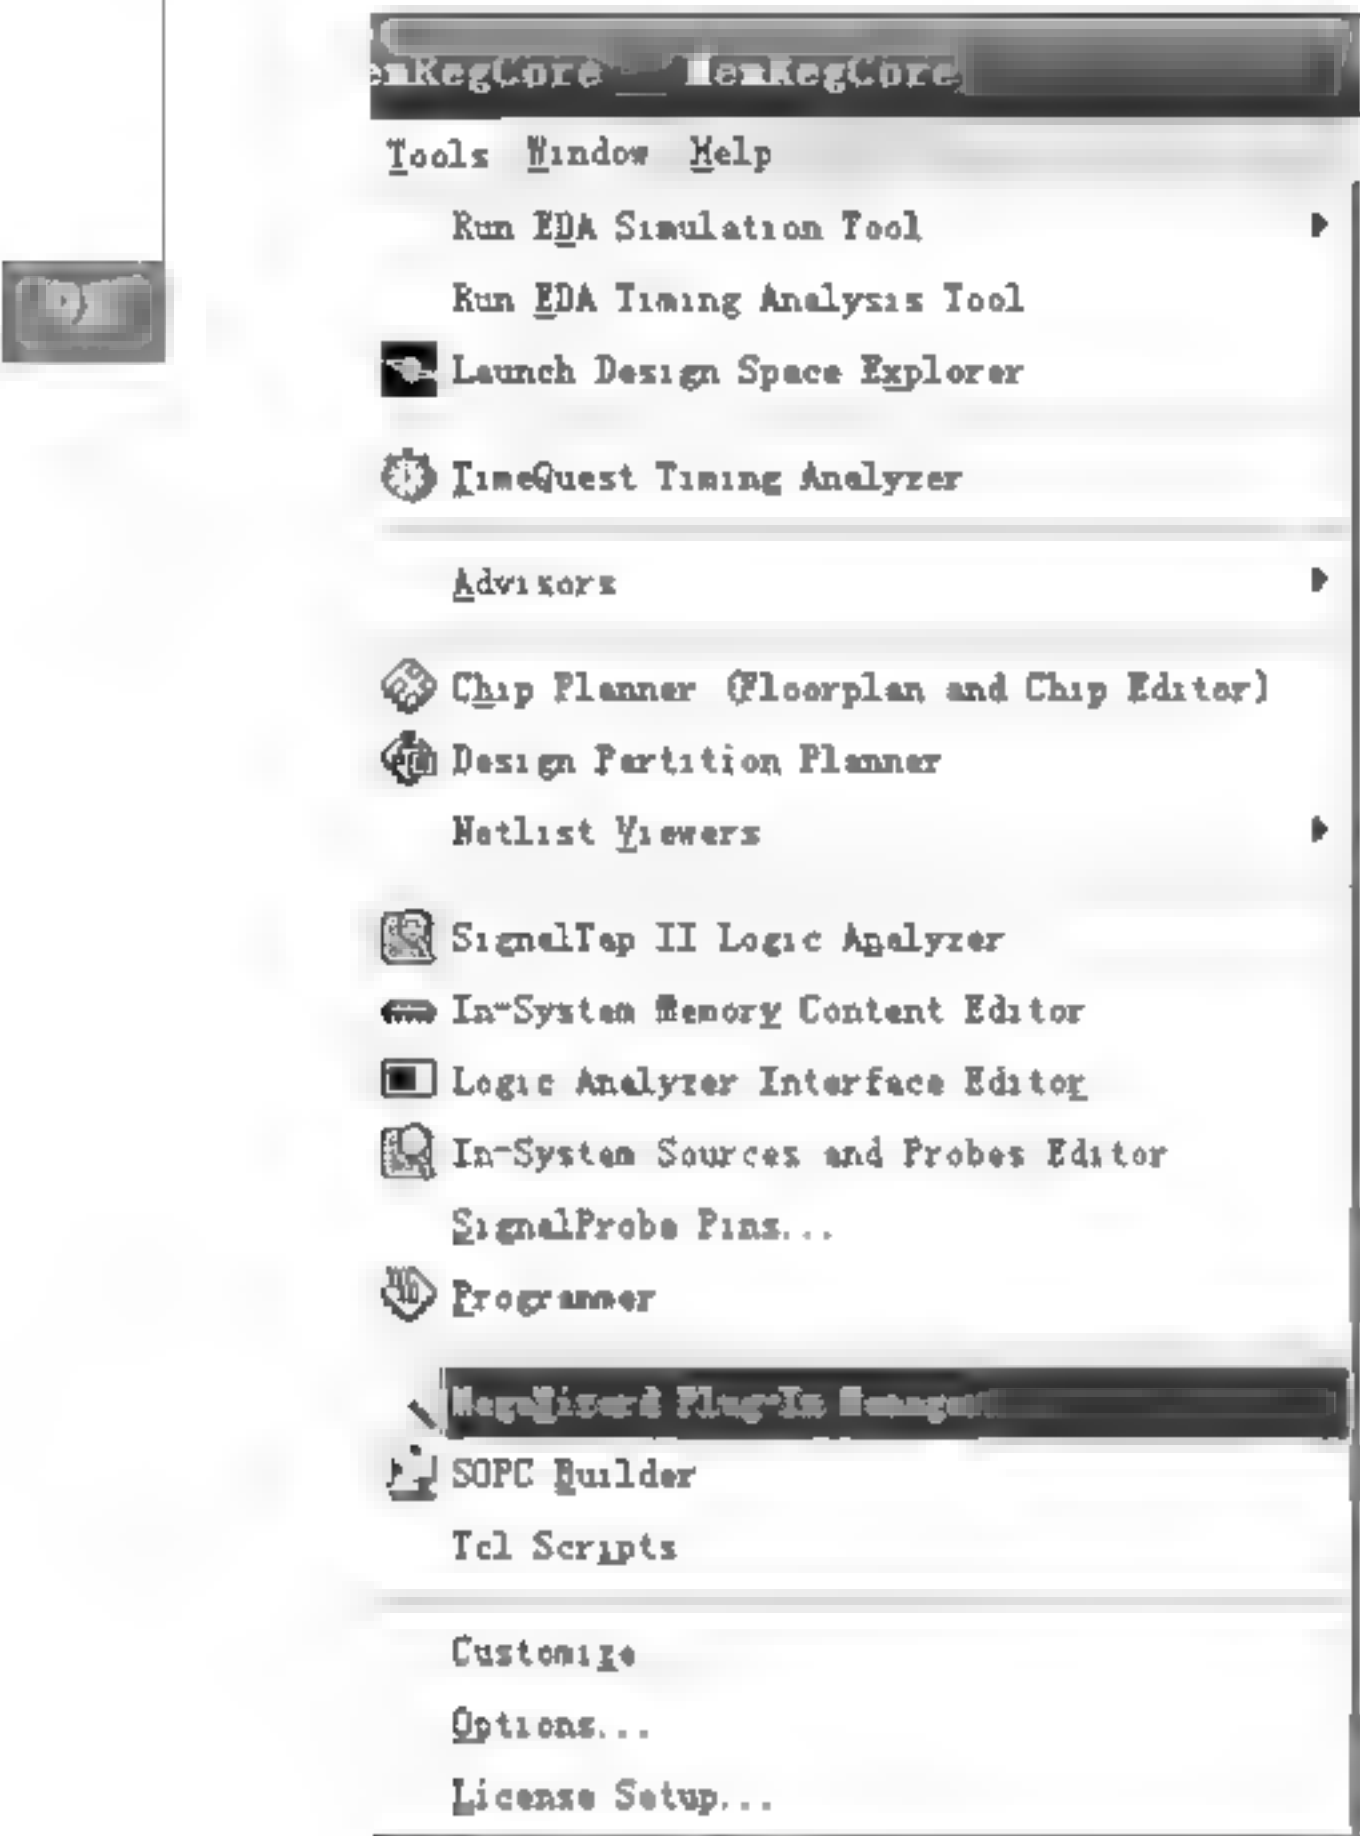 emRegCore MemRegCore
Tools Window Help
Run EDA Simulation Tool
Run EDA Timing Analysis Tool
Launch Design Space Explorer
TimeQuest Timing Analyzer
Advisors
Chip Planner (Floorplan and Chip Editor)
Design Partition Planner
Netlist Viewers
SignalTap II Logic Analyzer
In-System Memory Content Editor
Logic Analyzer Interface Editor
In-System Sources and Probes Editor
SignalProbe Pins...
Programmer
MegaWizard Plug-In Manager
SOPC Builder
Tcl Scripts
Customize
Options...
License Setup...